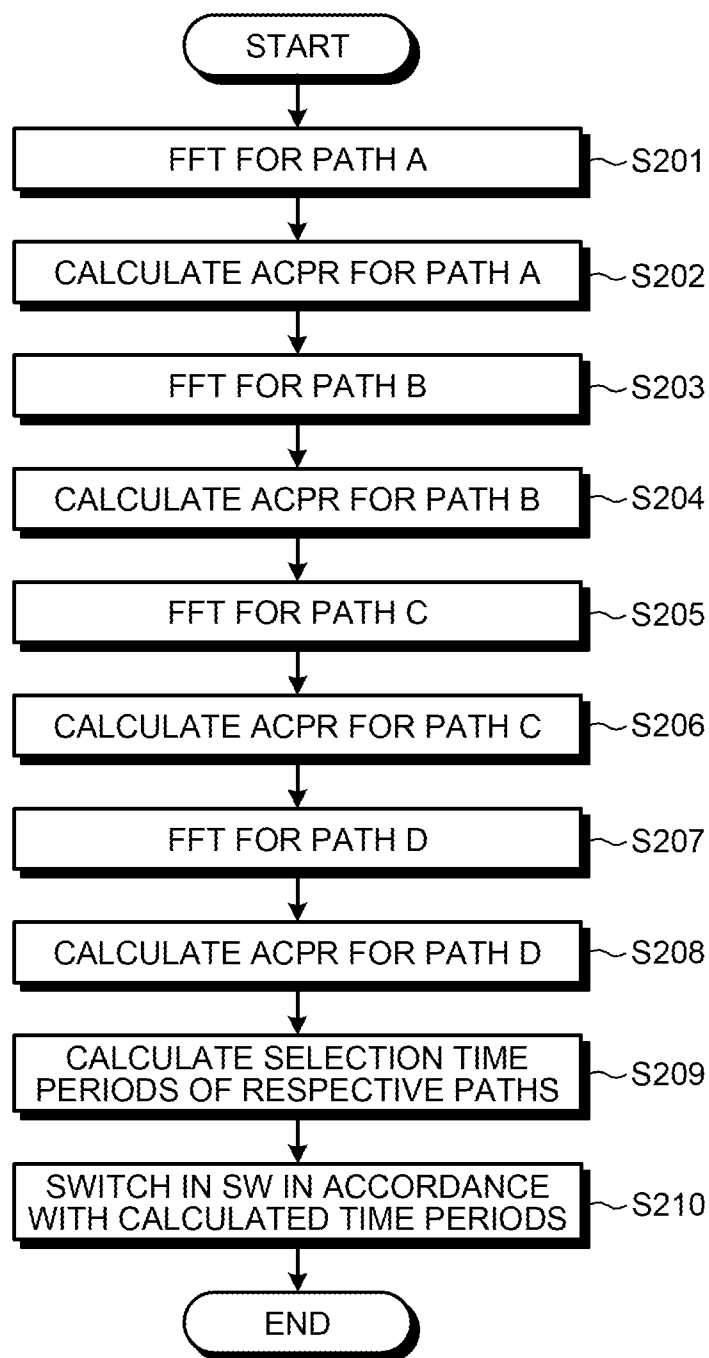 START
FFT FOR PATH A
S201
CALCULATE ACPR FOR PATH A
S202
FFT FOR PATH B
S203
CALCULATE ACPR FOR PATH B
S204
FFT FOR PATH C
S205
CALCULATE ACPR FOR PATH C
S206
FFT FOR PATH D
S207
CALCULATE ACPR FOR PATH D
S208
CALCULATE SELECTION TIME
PERIODS OF RESPECTIVE PATHS
S209
SWITCH IN SW IN ACCORDANCE
WITH CALCULATED TIME PERIODS
S210
END